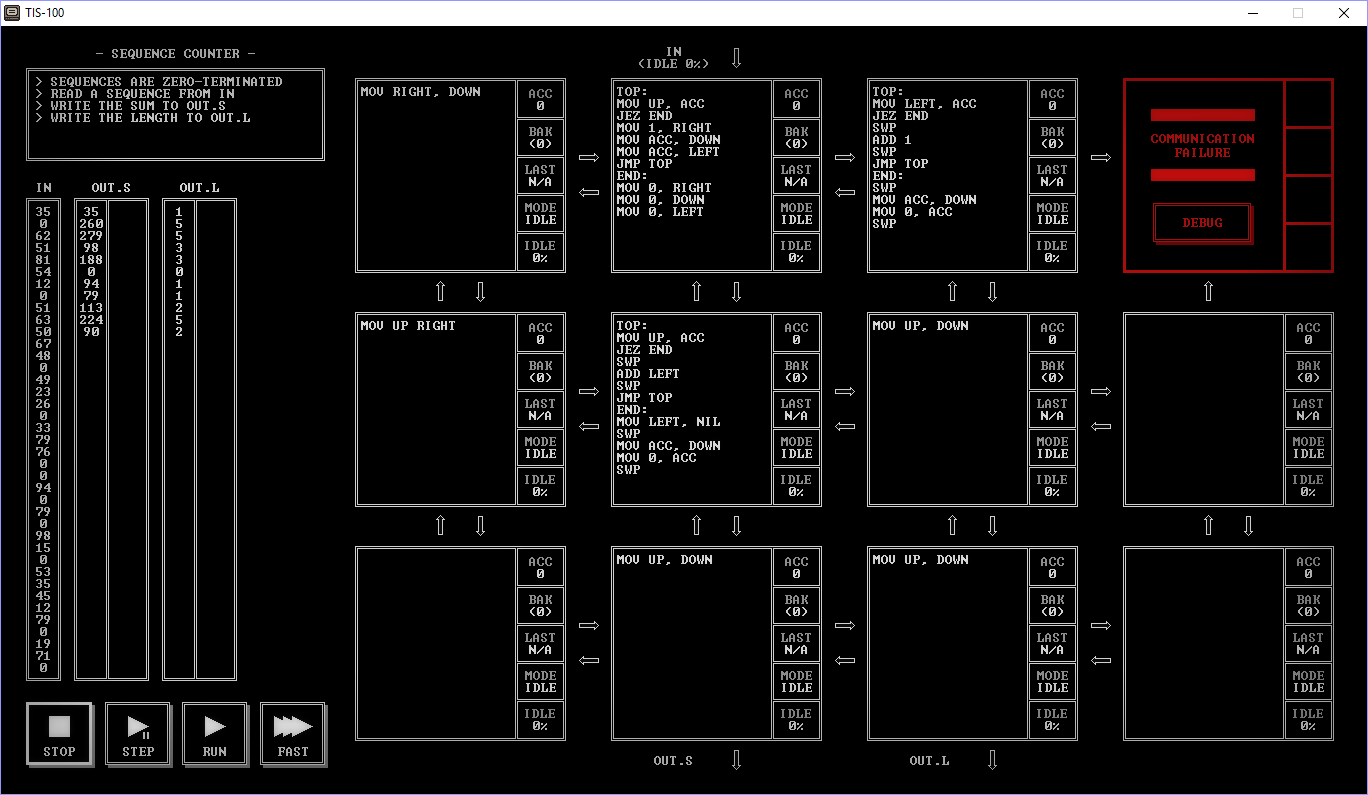 TIS-100
- SEQUENCE COUNTER -
> SEQUENCES ARE ZERO-TERMINATED
> READ A SEQUENCE FROM IN
> WRITE THE SUM TO OUT.S
> WRITE THE LENGTH TO OUT.L
IN OUT.S OUT.L
35 35 1
0 260 5
62 279 5
51 98 3
81 188 3
54 0 0
12 94 1
0 79 1
51 113 2
63 224 5
50 90 2
67
48
0
49
23
26
0
33
79
76
0
0
94
0
79
0
98
15
0
53
35
45
12
79
0
19
71
0
STOP
STEP
RUN
FAST
IN
(IDLE 0%)
MOV RIGHT, DOWN
ACC
0
BAK
(0)
LAST
N/A
MODE
IDLE
IDLE
0%
TOP:
MOV UP, ACC
JEZ END
MOV 1, RIGHT
MOV ACC, DOWN
MOV ACC, LEFT
JMP TOP
END:
MOV 0, RIGHT
MOV 0, DOWN
MOV 0, LEFT
ACC
0
BAK
(0)
LAST
N/A
MODE
IDLE
IDLE
0%
TOP:
MOV LEFT, ACC
JEZ END
SWP
ADD 1
SWP
JMP TOP
END:
SWP
MOV ACC, DOWN
MOV 0, ACC
SWP
ACC
0
BAK
(0)
LAST
N/A
MODE
IDLE
IDLE
0%
COMMUNICATION
FAILURE
DEBUG
MOV UP RIGHT
ACC
0
BAK
(0)
LAST
N/A
MODE
IDLE
IDLE
0%
TOP:
MOV UP, ACC
JEZ END
SWP
ADD LEFT
SWP
JMP TOP
END:
MOV LEFT, NIL
SWP
MOV ACC, DOWN
MOV 0, ACC
SWP
ACC
0
BAK
(0)
LAST
N/A
MODE
IDLE
IDLE
0%
MOV UP, DOWN
ACC
0
BAK
(0)
LAST
N/A
MODE
IDLE
IDLE
0%
ACC
0
BAK
(0)
LAST
N/A
MODE
IDLE
IDLE
0%
ACC
0
BAK
(0)
LAST
N/A
MODE
IDLE
IDLE
0%
MOV UP, DOWN
ACC
0
BAK
(0)
LAST
N/A
MODE
IDLE
IDLE
0%
MOV UP, DOWN
ACC
0
BAK
(0)
LAST
N/A
MODE
IDLE
IDLE
0%
ACC
0
BAK
(0)
LAST
N/A
MODE
IDLE
IDLE
0%
OUT.S
OUT.L